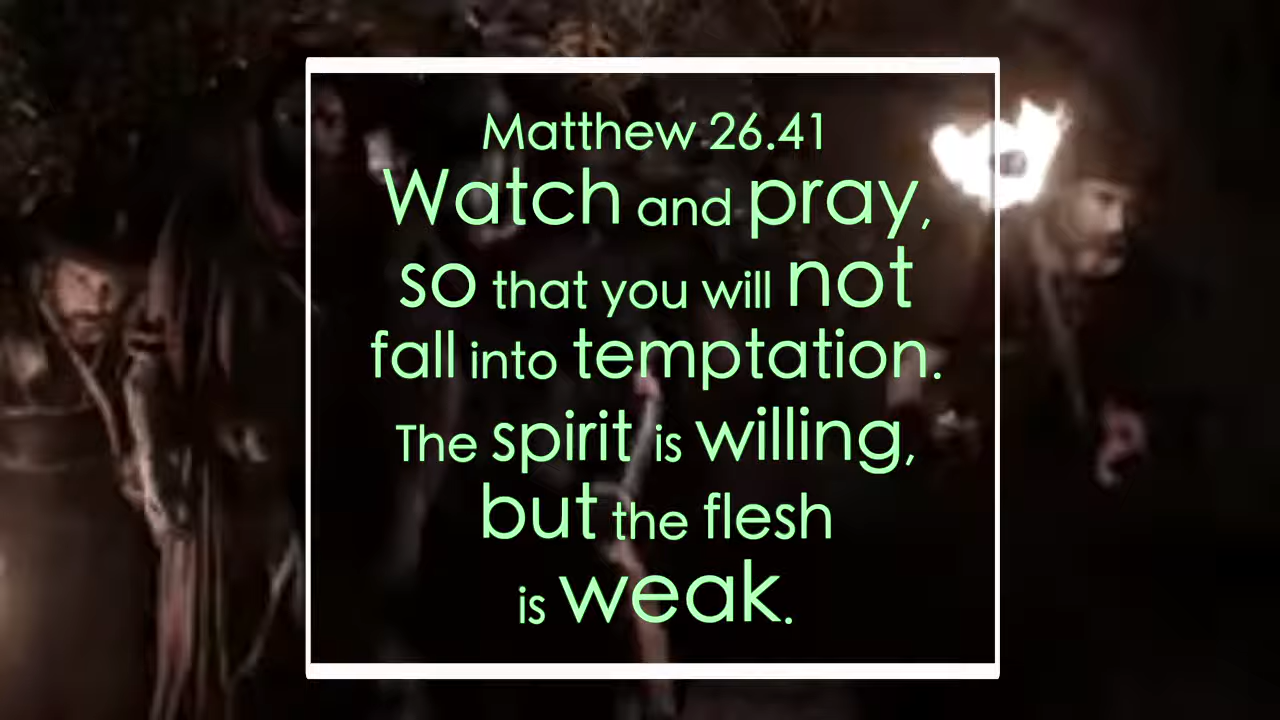 Matthew 26.41
Watch and pray,
so that you will not
fall into temptation.
The spirit is willing,
but the flesh
is weak.